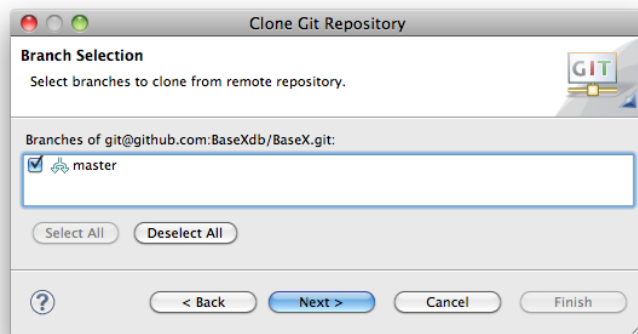 Clone Git Repository
Branch Selection
Select branches to clone from remote repository.
GIT
Branches of git@github.com:BaseXdb/BaseX.git:
master
Select All Deselect All
? < Back Next > Cancel Finish